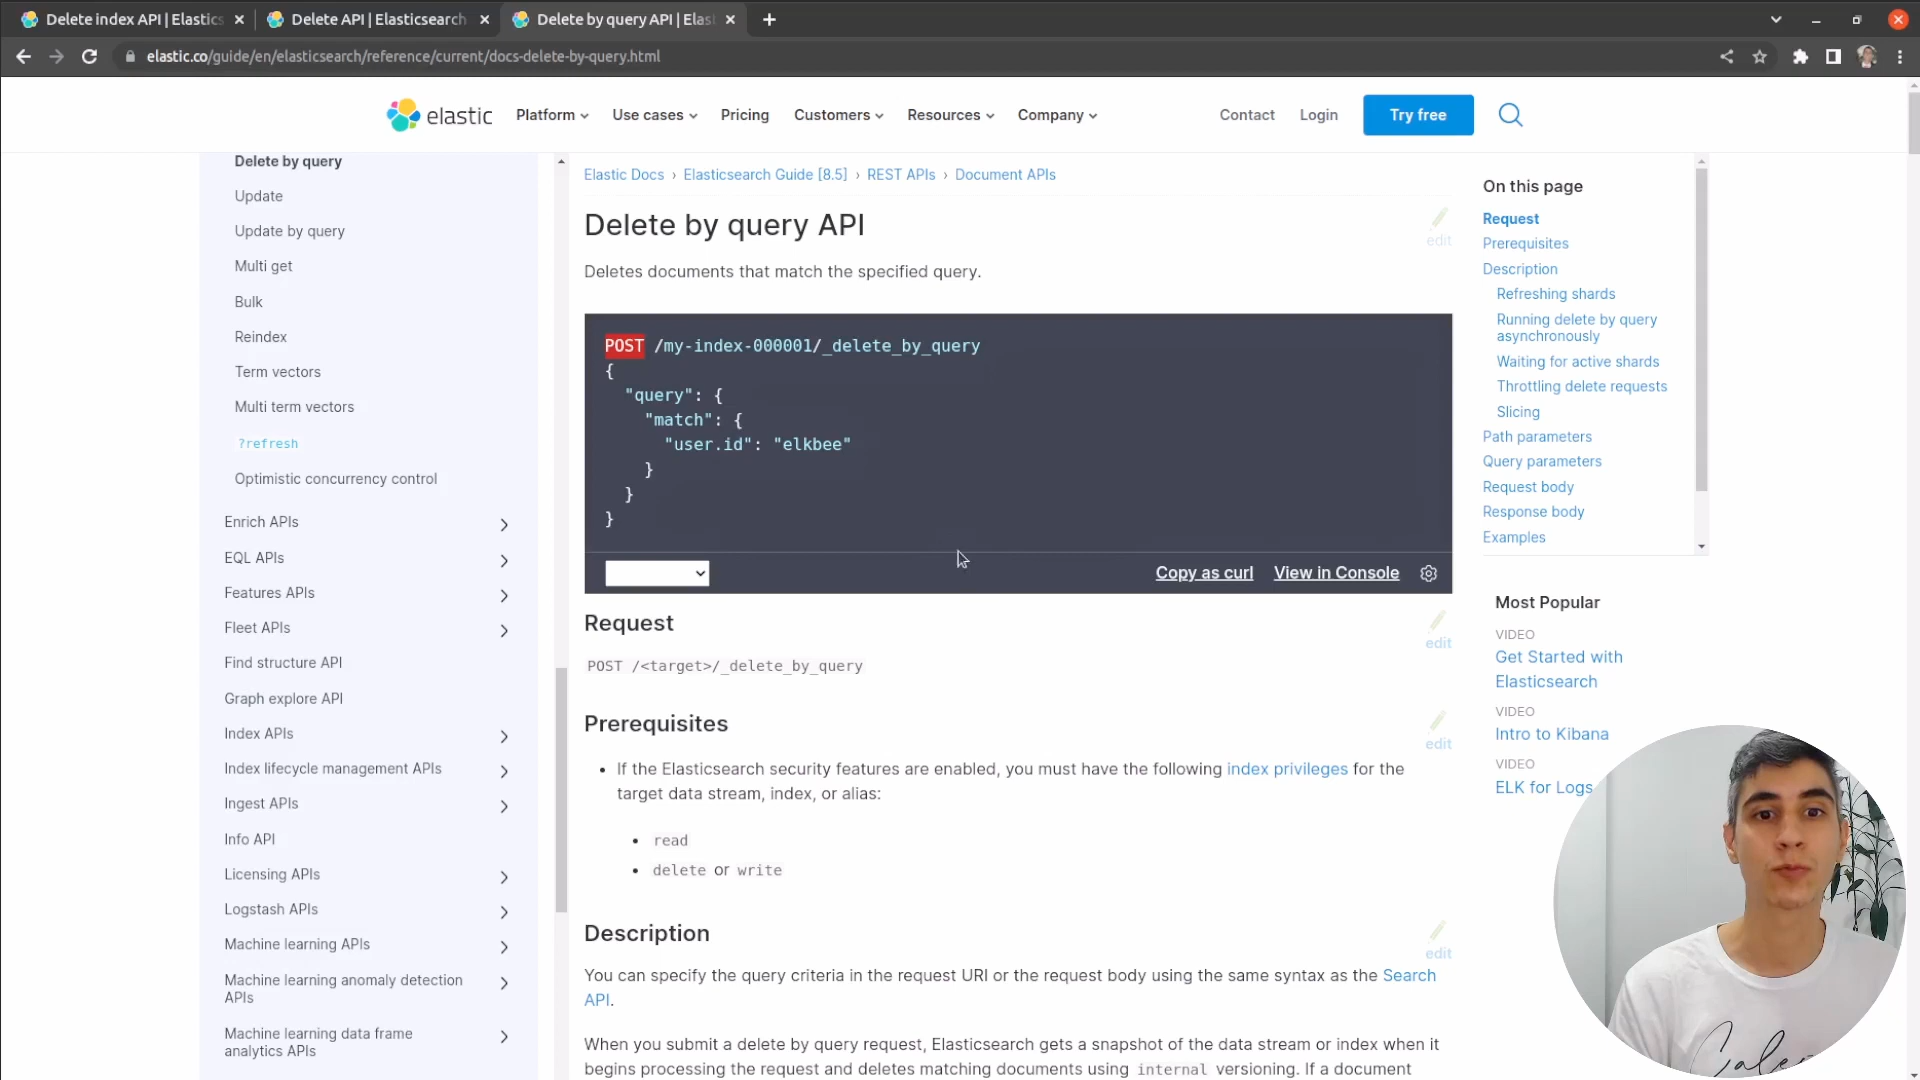 Delete index API | Elastics
Delete API | Elasticsearch
Delete by query API | Elas
elastic.co/guide/en/elasticsearch/reference/current/docs-delete-by-query.html
elastic
Platform
Use cases
Pricing
Customers
Resources
Company
Contact
Login
Try free
Delete by query
Update
Update by query
Multi get
Bulk
Reindex
Term vectors
Multi term vectors
?refresh
Optimistic concurrency control
Enrich APIs
EQL APIs
Features APIs
Fleet APIs
Find structure API
Graph explore API
Index APIs
Index lifecycle management APIs
Ingest APIs
Info API
Licensing APIs
Logstash APIs
Machine learning APIs
Machine learning anomaly detection
APIs
Machine learning data frame
analytics APIs
Elastic Docs › Elasticsearch Guide [8.5] › REST APIs › Document APIs
Delete by query API
edit
Deletes documents that match the specified query.
POST /my-index-000001/_delete_by_query
{
"query": {
"match": {
"user.id": "elkbee"
}
}
}
Copy as curl
View in Console
Request
edit
POST /<target>/_delete_by_query
Prerequisites
edit
• If the Elasticsearch security features are enabled, you must have the following index privileges for the
target data stream, index, or alias:
• read
• delete or write
Description
edit
You can specify the query criteria in the request URI or the request body using the same syntax as the Search
API.
When you submit a delete by query request, Elasticsearch gets a snapshot of the data stream or index when it
begins processing the request and deletes matching documents using internal versioning. If a document
On this page
Request
Prerequisites
Description
Refreshing shards
Running delete by query
asynchronously
Waiting for active shards
Throttling delete requests
Slicing
Path parameters
Query parameters
Request body
Response body
Examples
Most Popular
VIDEO
Get Started with
Elasticsearch
VIDEO
Intro to Kibana
VIDEO
ELK for Logs